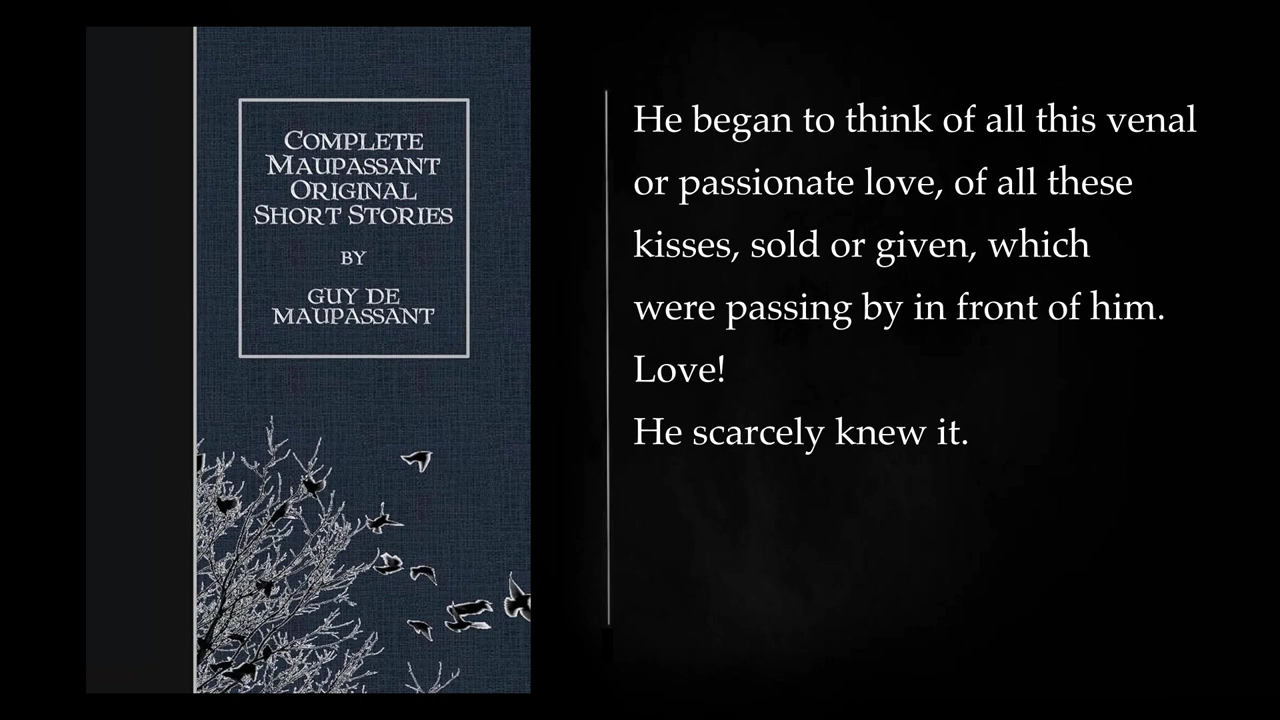 COMPLETE
MAUPASSANT
ORIGINAL
SHORT STORIES
BY
GUY DE
MAUPASSANT
He began to think of all this venal
or passionate love, of all these
kisses, sold or given, which
were passing by in front of him.
Love!
He scarcely knew it.